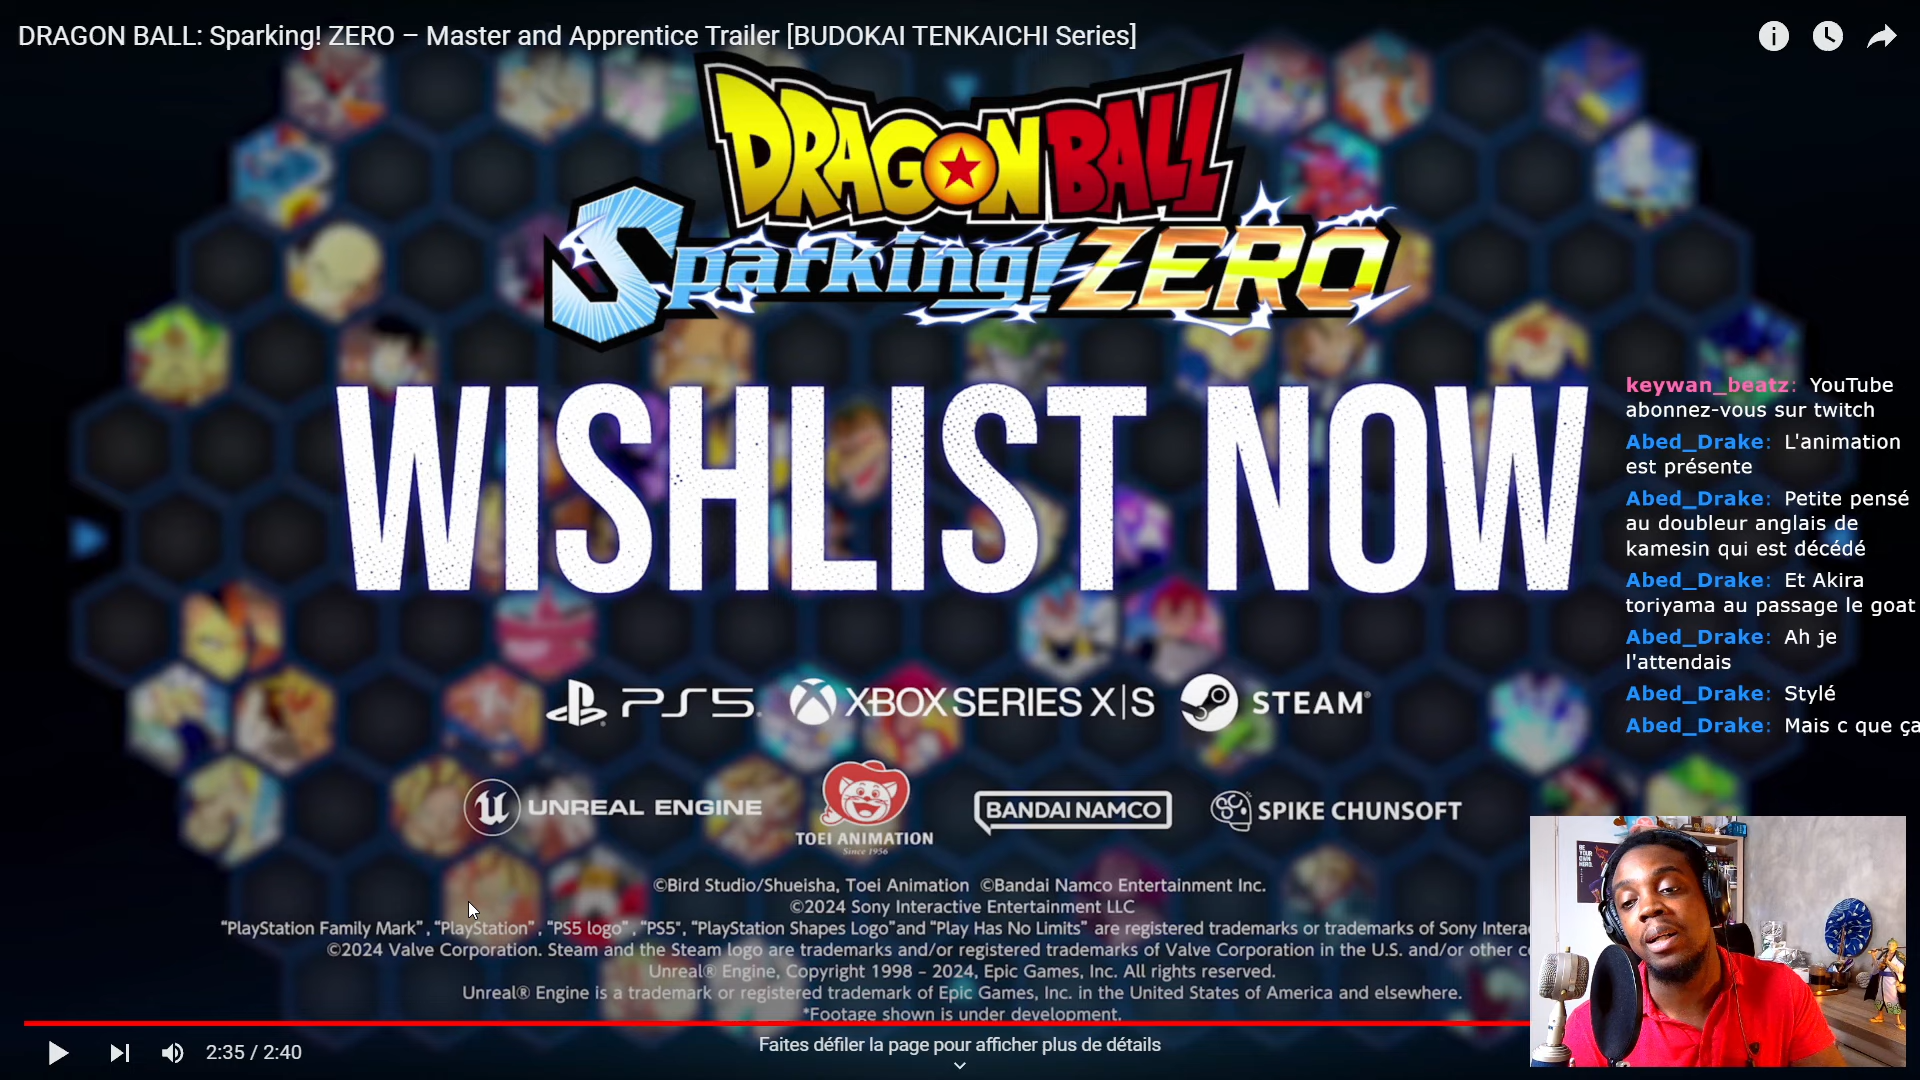 DRAGON BALL: Sparking! ZERO – Master and Apprentice Trailer [BUDOKAI TENKAICHI Series]
DRAGON BALL
Sparking! ZERO
WISHLIST NOW
PS5
XBOX SERIES X|S
STEAM®
UNREAL ENGINE
TOEI ANIMATION
Since 1956
BANDAI NAMCO
SPIKE CHUNSOFT
©Bird Studio/Shueisha, Toei Animation ©Bandai Namco Entertainment Inc.
©2024 Sony Interactive Entertainment LLC
“PlayStation Family Mark”, “PlayStation”, “PS5 logo”, “PS5”, “PlayStation Shapes Logo”and “Play Has No Limits” are registered trademarks or trademarks of Sony Intera
©2024 Valve Corporation. Steam and the Steam logo are trademarks and/or registered trademarks of Valve Corporation in the U.S. and/or other c
Unreal® Engine, Copyright 1998 – 2024, Epic Games, Inc. All rights reserved.
Unreal® Engine is a trademark or registered trademark of Epic Games, Inc. in the United States of America and elsewhere.
*Footage shown is under development.
keywan_beatz: YouTube
abonnez-vous sur twitch
Abed_Drake: L'animation
est présente
Abed_Drake: Petite pensé
au doubleur anglais de
kamesin qui est décédé
Abed_Drake: Et Akira
toriyama au passage le goat
Abed_Drake: Ah je
l'attendais
Abed_Drake: Stylé
Abed_Drake: Mais c que ça
BE
YOUR
OWN
HERO.
2:35 / 2:40
Faites défiler la page pour afficher plus de détails